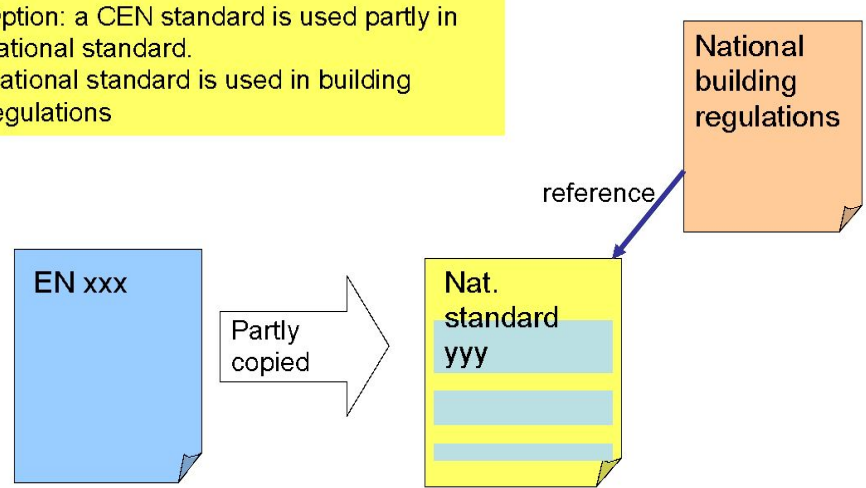 ption: a CEN standard is used partly in
ational standard.
ational standard is used in building
egulations
National
building
regulations
reference
EN xxx
Partly
copied
Nat.
standard
yyy